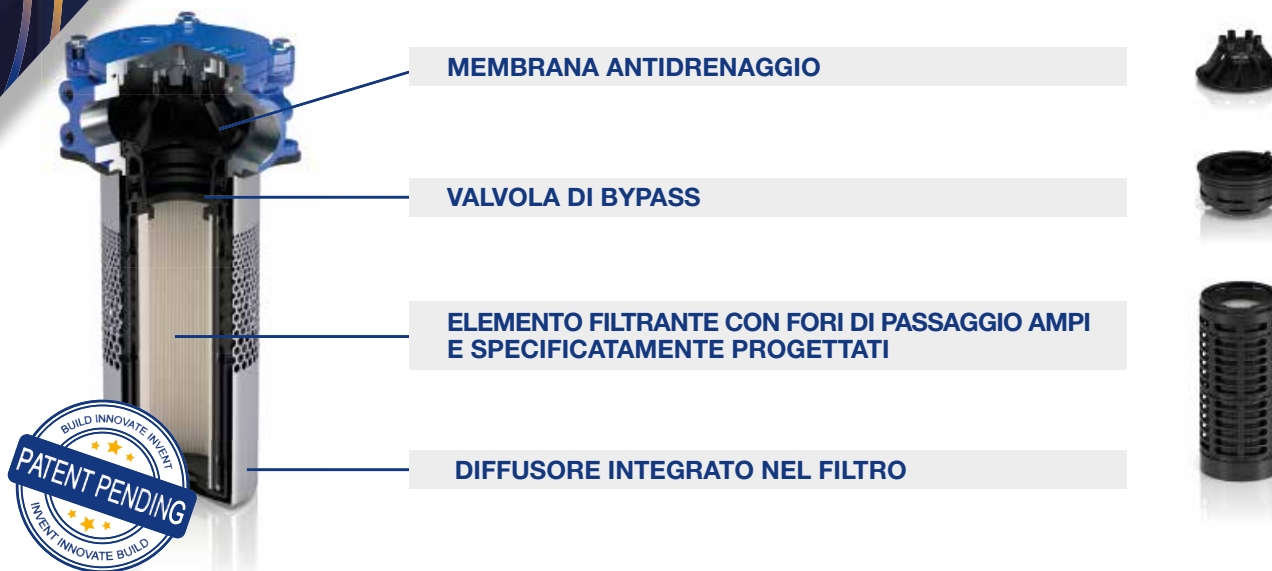 MEMBRANA ANTIDRENAGGIO
VALVOLA DI BYPASS
ELEMENTO FILTRANTE CON FORI DI PASSAGGIO AMPI
E SPECIFICATAMENTE PROGETTATI
DIFFUSORE INTEGRATO NEL FILTRO
BUILD INNOVATE INVENT
PATENT PENDING
INVENT INNOVATE BUILD